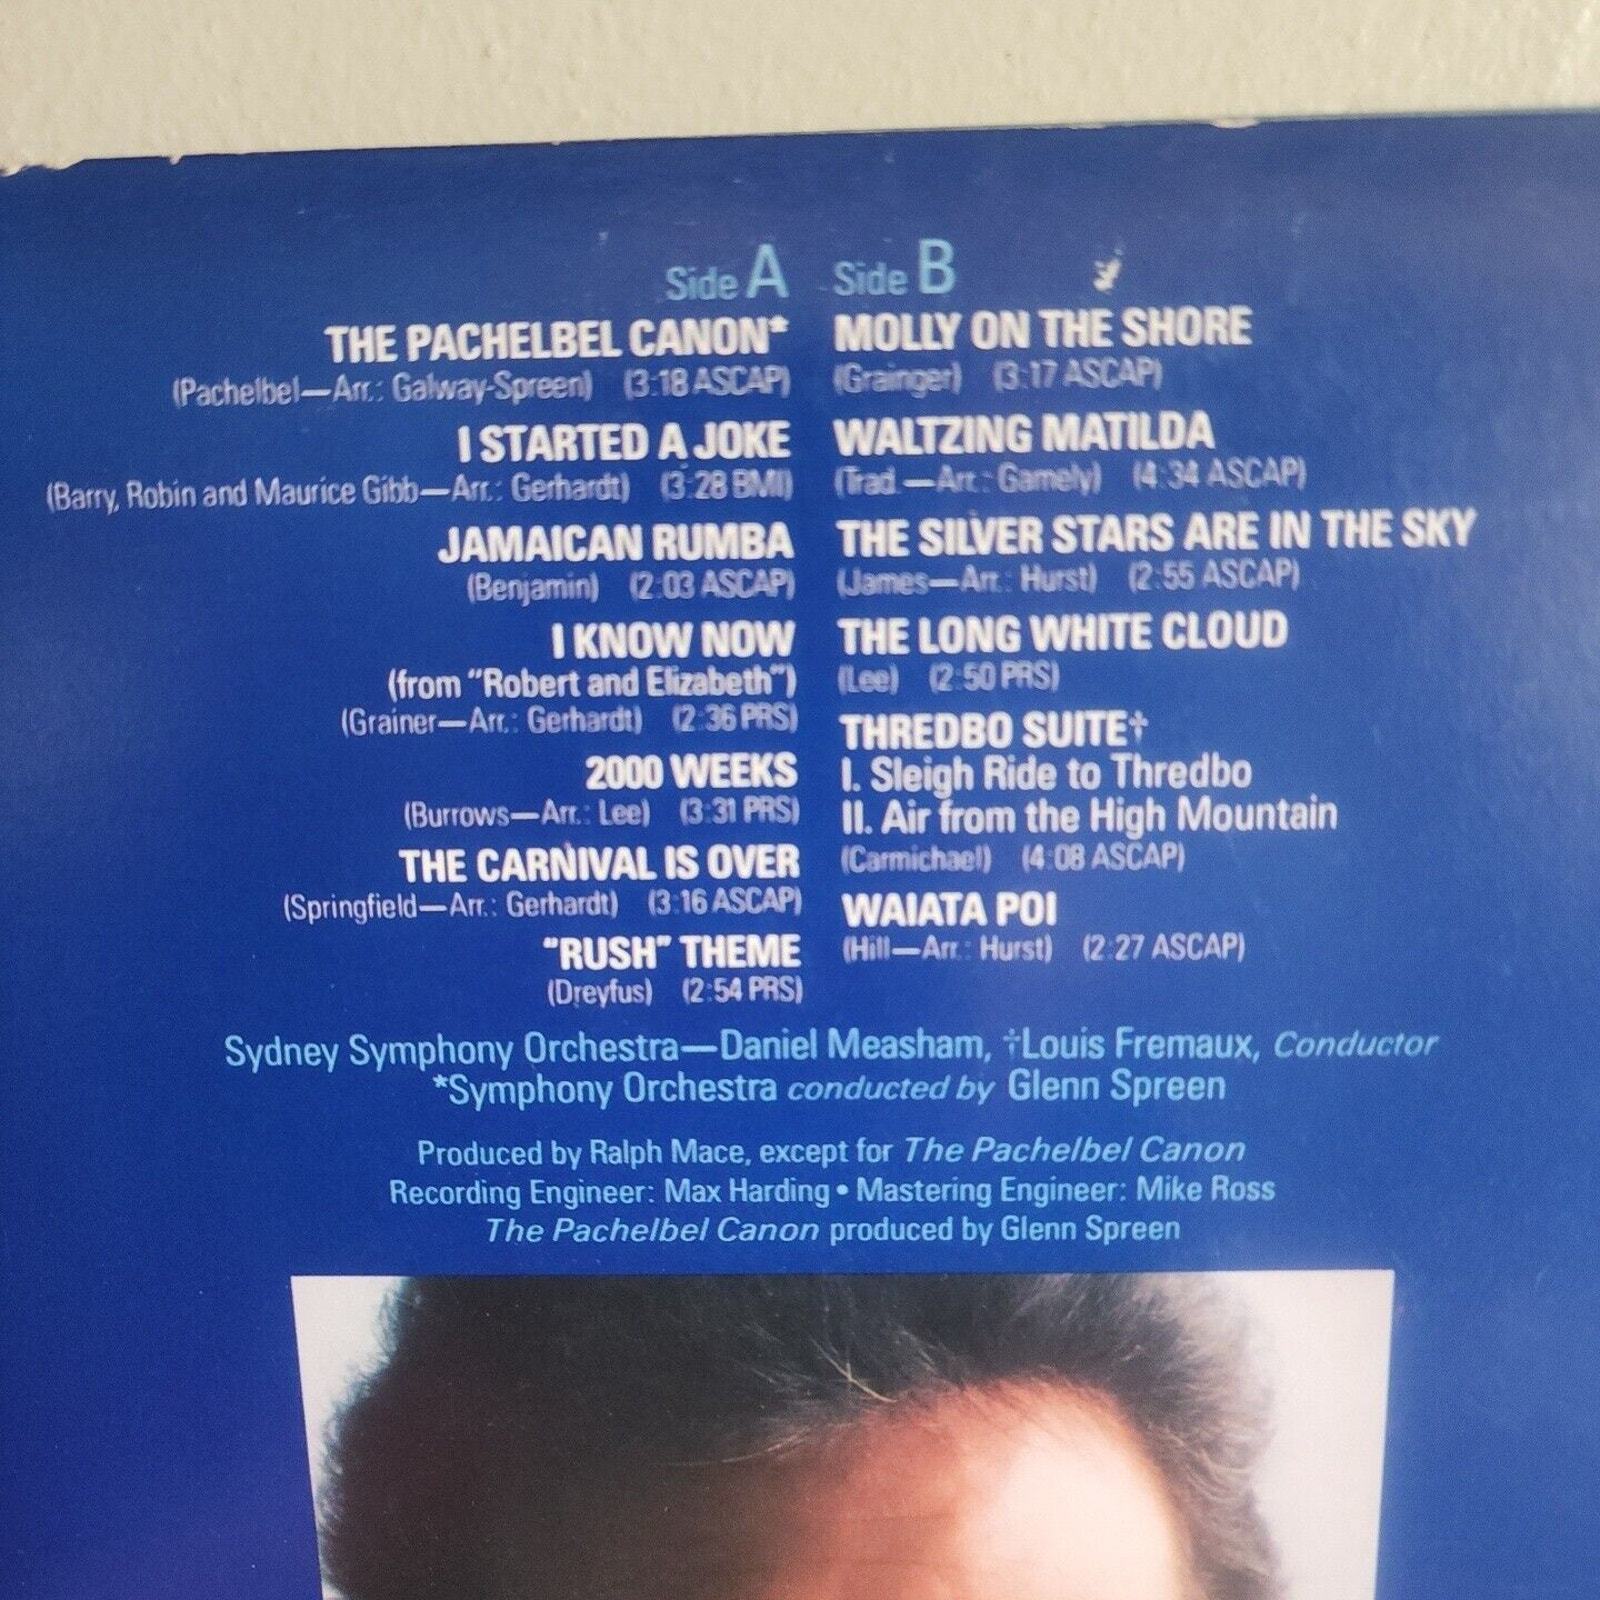 Side A
THE PACHELBEL CANON*
(Pachelbel—Arr.: Galway-Spreen) (3:18 ASCAP)
I STARTED A JOKE
(Barry, Robin and Maurice Gibb—Arr.: Gerhardt) (3:28 BMI)
JAMAICAN RUMBA
(Benjamin) (2:03 ASCAP)
I KNOW NOW
(from "Robert and Elizabeth")
(Grainer—Arr.: Gerhardt) (2:36 PRS)
2000 WEEKS
(Burrows—Arr.: Lee) (3:31 PRS)
THE CARNIVAL IS OVER
(Springfield—Arr.: Gerhardt) (3:16 ASCAP)
"RUSH" THEME
(Dreyfus) (2:54 PRS)
Side B
MOLLY ON THE SHORE
(Grainger) (3:17 ASCAP)
WALTZING MATILDA
(Trad.—Arr.: Gamely) (4:34 ASCAP)
THE SILVER STARS ARE IN THE SKY
(James—Arr.: Hurst) (2:55 ASCAP)
THE LONG WHITE CLOUD
(Lee) (2:50 PRS)
THREDBO SUITE†
I. Sleigh Ride to Thredbo
II. Air from the High Mountain
(Carmichael) (4:08 ASCAP)
WAIATA POI
(Hill—Arr.: Hurst) (2:27 ASCAP)
Sydney Symphony Orchestra—Daniel Measham, †Louis Fremaux, Conductor
*Symphony Orchestra conducted by Glenn Spreen
Produced by Ralph Mace, except for The Pachelbel Canon
Recording Engineer: Max Harding • Mastering Engineer: Mike Ross
The Pachelbel Canon produced by Glenn Spreen